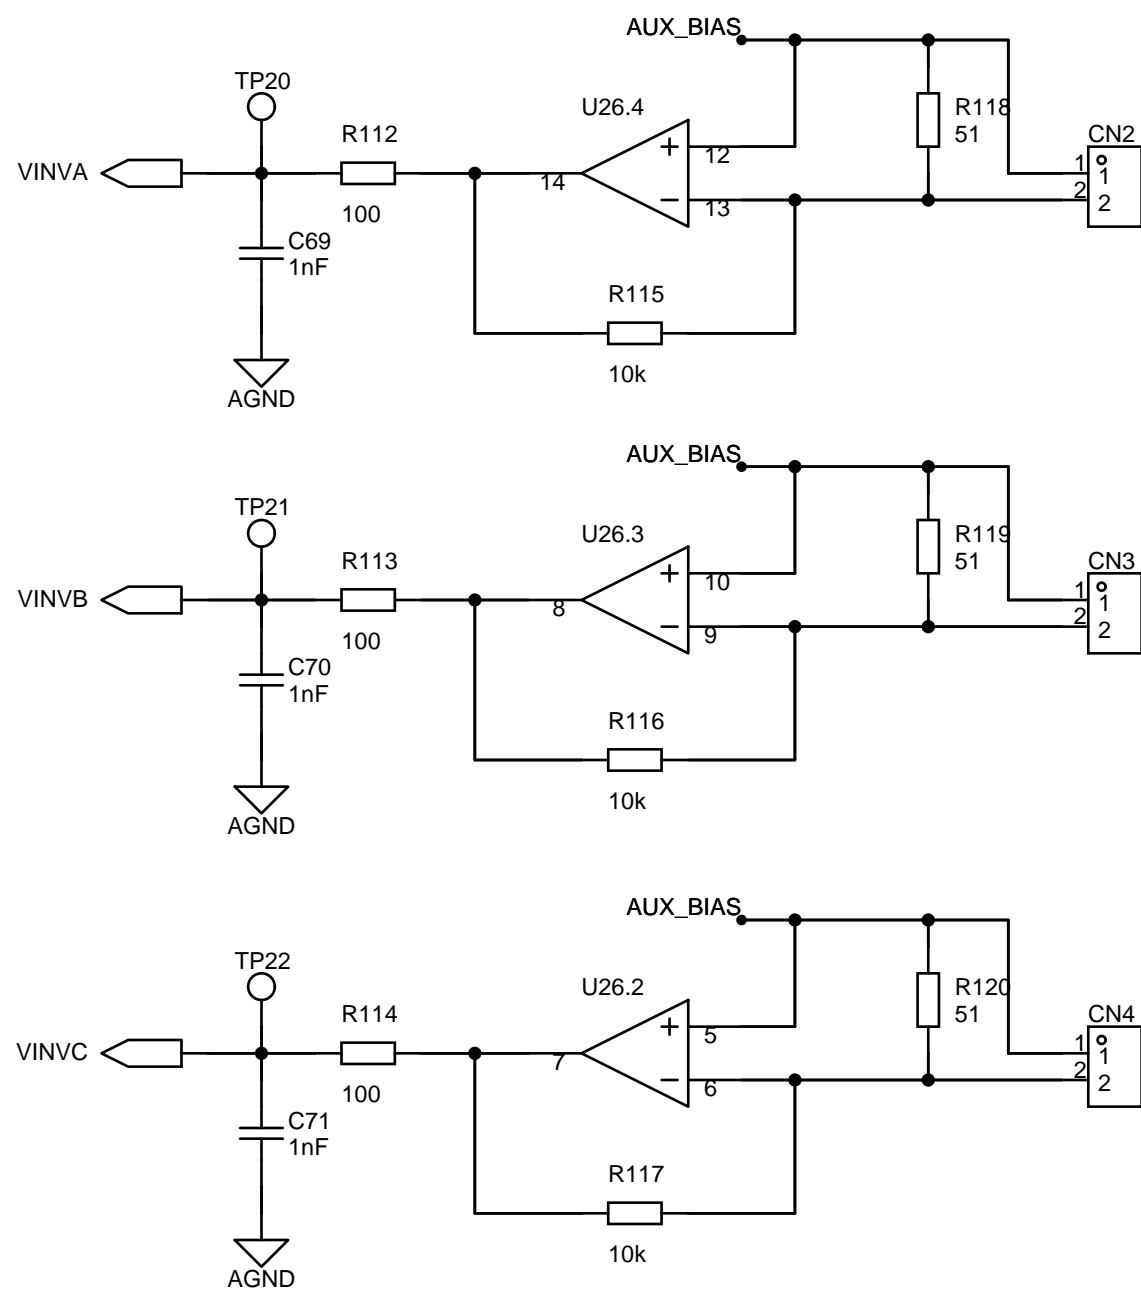 AUX_BIAS
TP20
U26.4
R118
51
R112
CN2
VINVA
14
12
13
1
2
1
2
100
C69
1nF
R115
10k
AGND
AUX_BIAS
TP21
U26.3
R119
51
R113
CN3
VINVB
8
10
9
1
2
1
2
100
C70
1nF
R116
10k
AGND
AUX_BIAS
TP22
U26.2
R120
51
R114
CN4
VINVC
7
5
6
1
2
1
2
100
C71
1nF
R117
10k
AGND